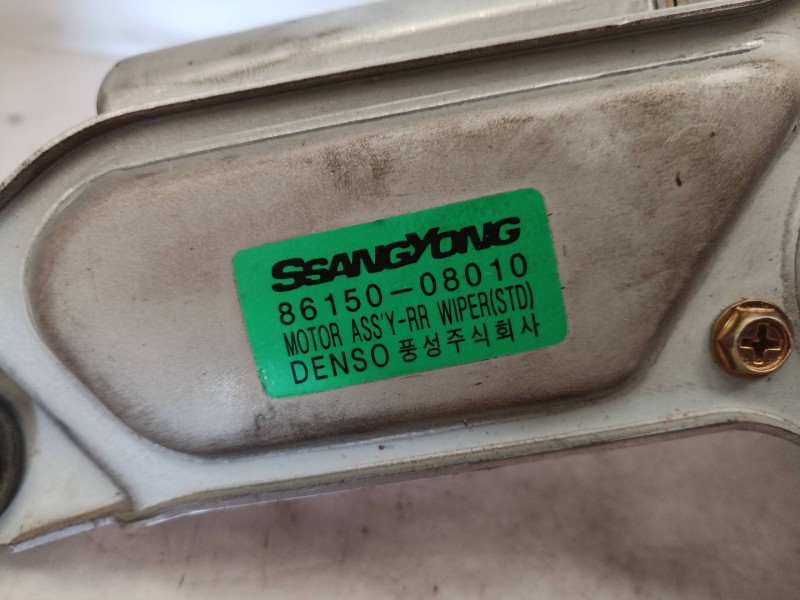 SSANGYONG
86150-08010
MOTOR ASS'Y-RR WIPER(STD)
DENSO 풍성주식회사